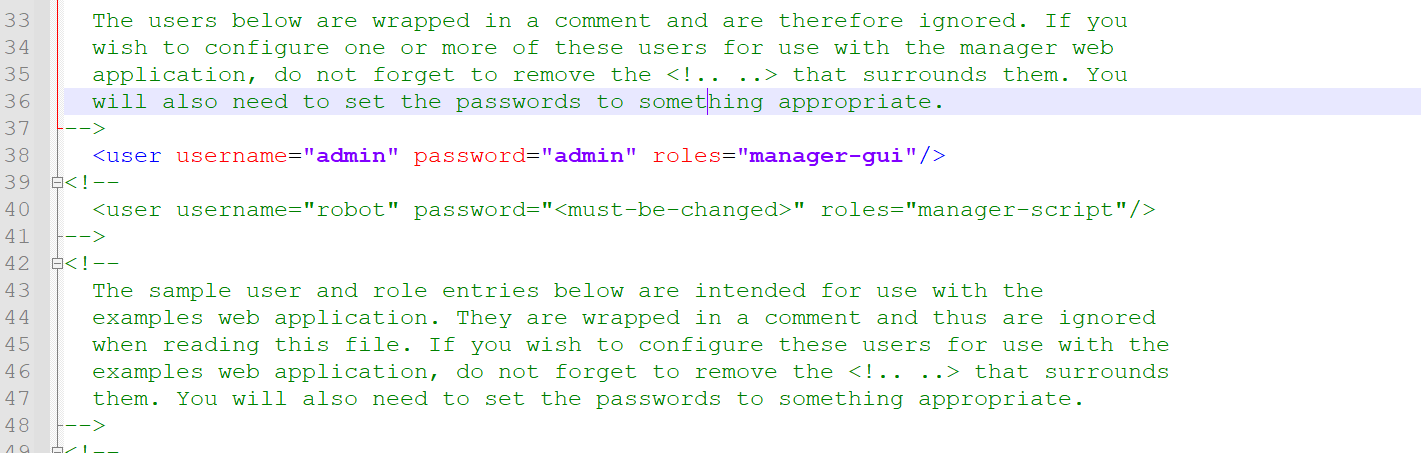 33 The users below are wrapped in a comment and are therefore ignored. If you
34 wish to configure one or more of these users for use with the manager web
35 application, do not forget to remove the <!.. ..> that surrounds them. You
36 will also need to set the passwords to something appropriate.
37 -->
38 <user username="admin" password="admin" roles="manager-gui"/>
39 <!--
40 <user username="robot" password="<must-be-changed>" roles="manager-script"/>
41 -->
42 <!--
43 The sample user and role entries below are intended for use with the
44 examples web application. They are wrapped in a comment and thus are ignored
45 when reading this file. If you wish to configure these users for use with the
46 examples web application, do not forget to remove the <!.. ..> that surrounds
47 them. You will also need to set the passwords to something appropriate.
48 -->
49 <!--